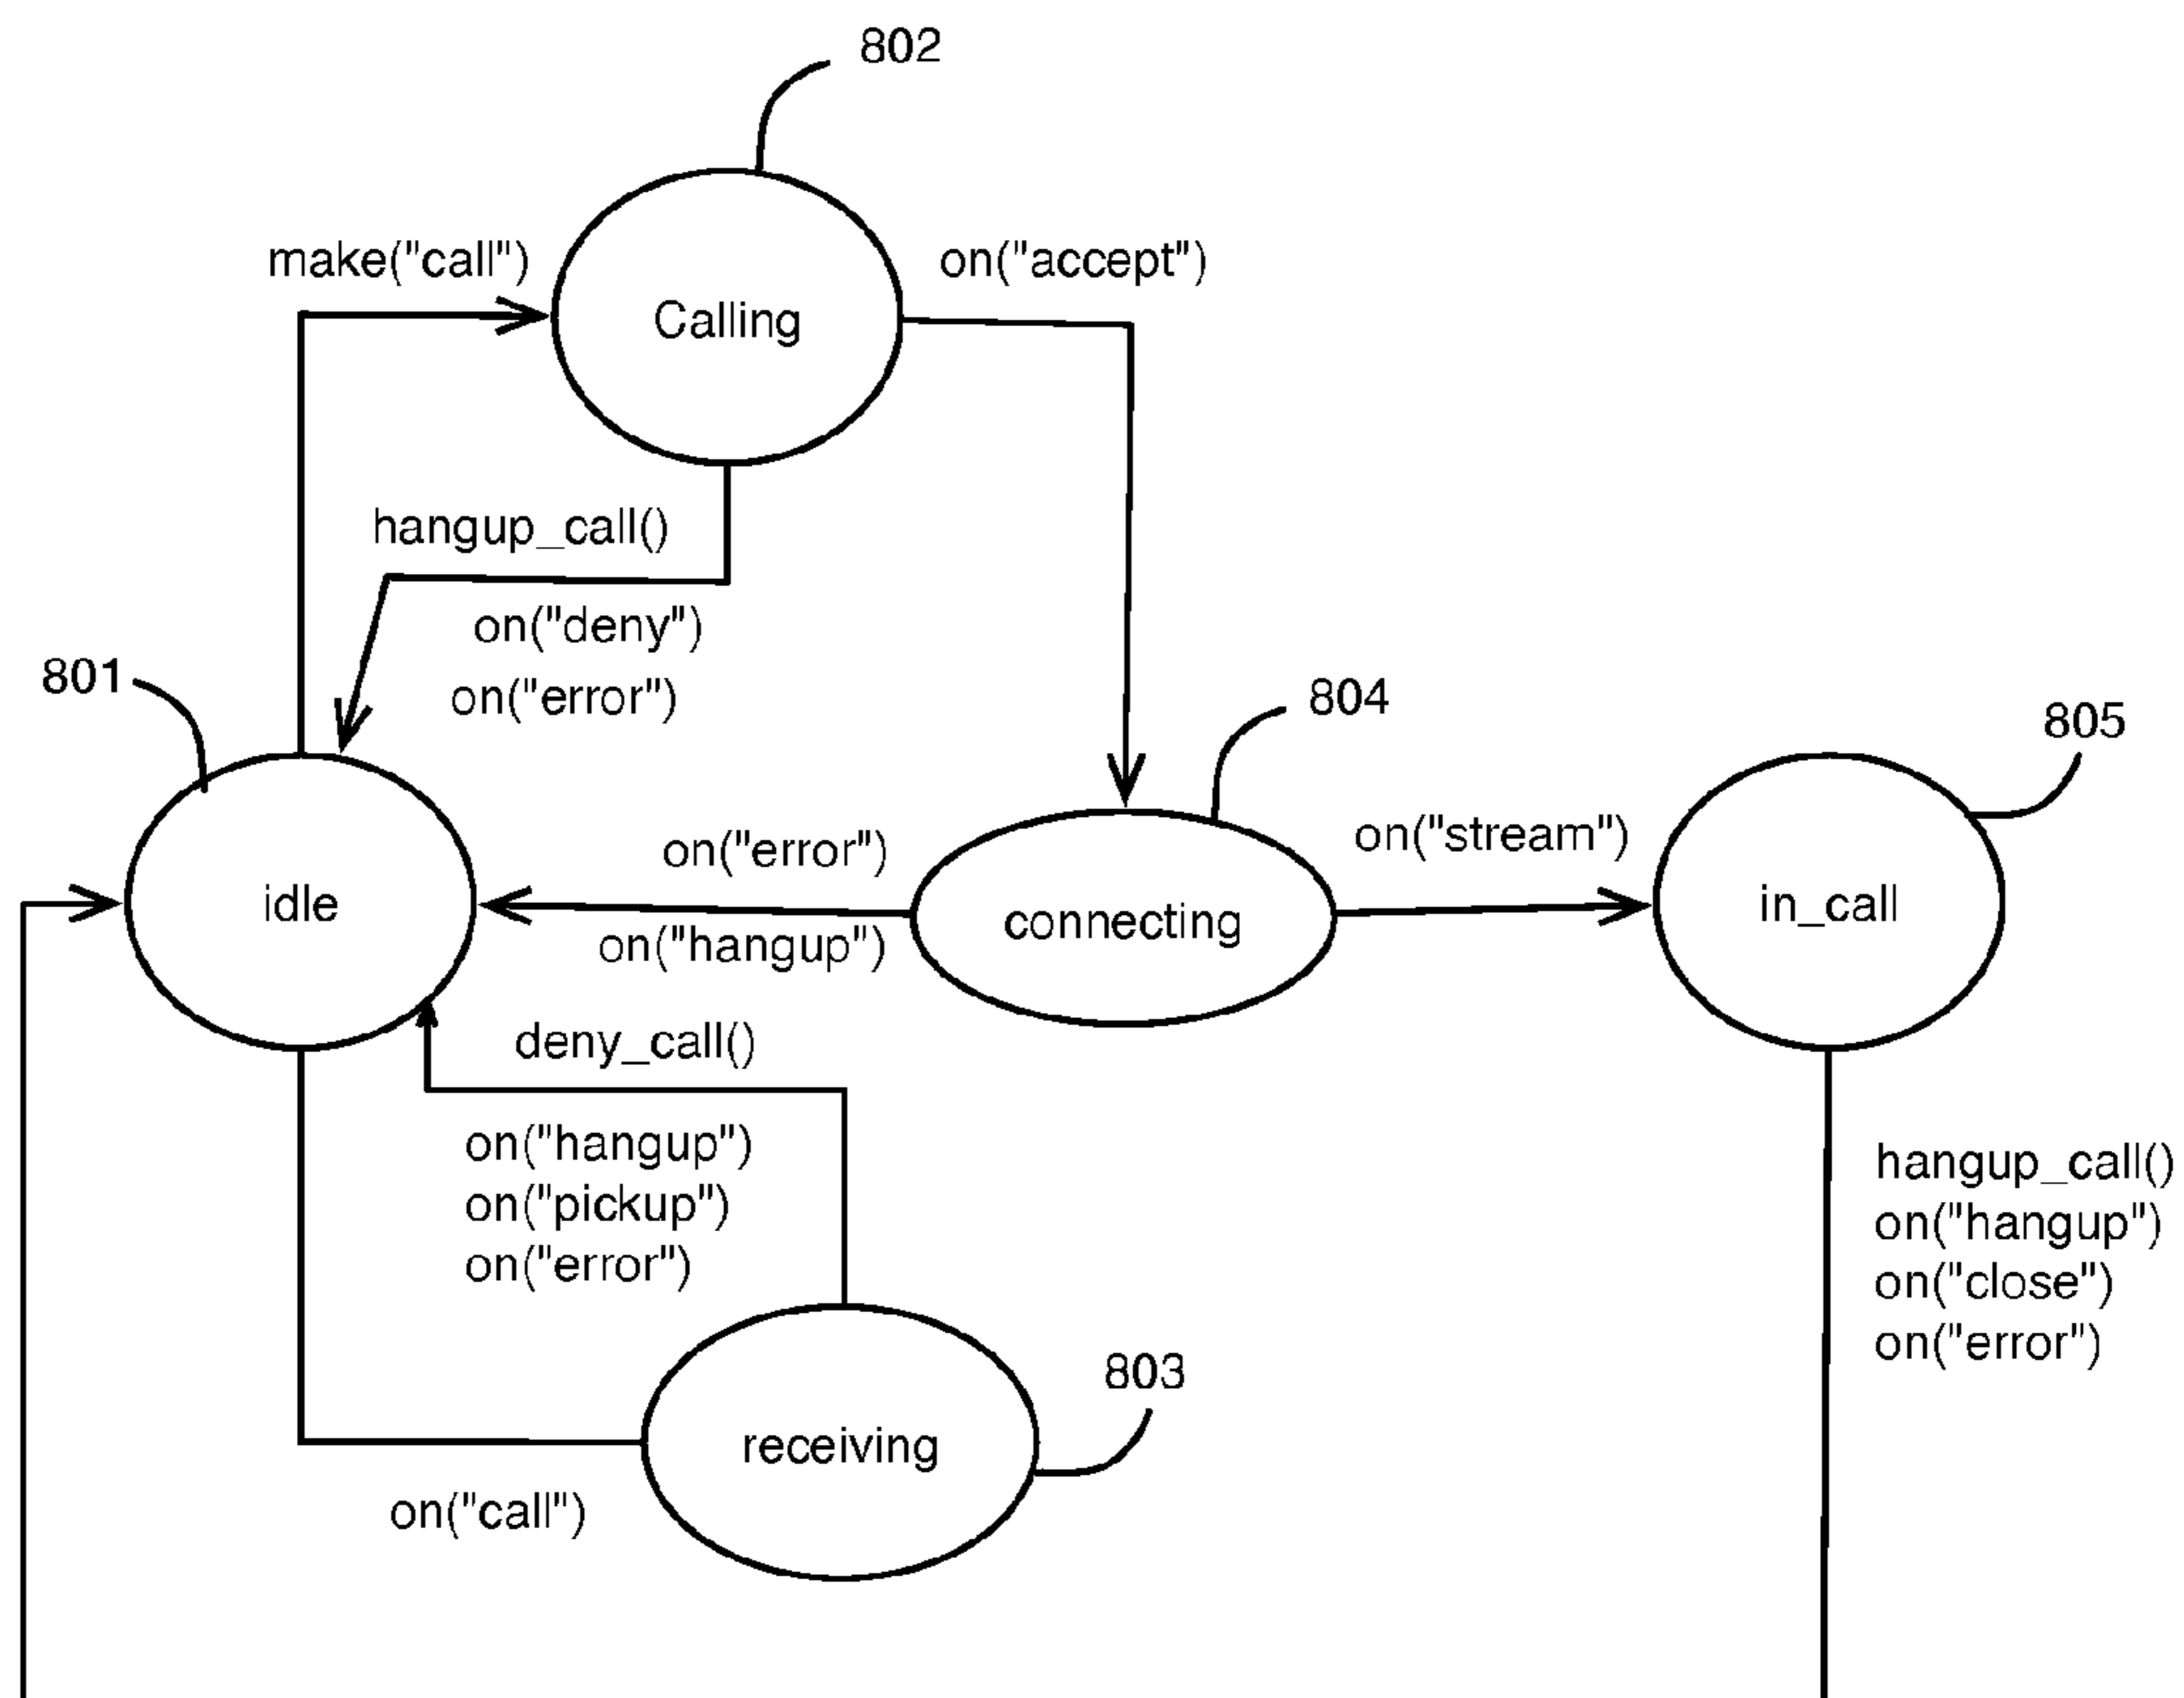 802
make("call")
on("accept")
Calling
hangup_call()
on("deny")
on("error")
801
804
805
on("error")
on("stream")
idle
connecting
in_call
on("hangup")
deny_call()
on("hangup")
on("pickup")
on("error")
hangup_call()
on("hangup")
on("close")
on("error")
803
receiving
on("call")